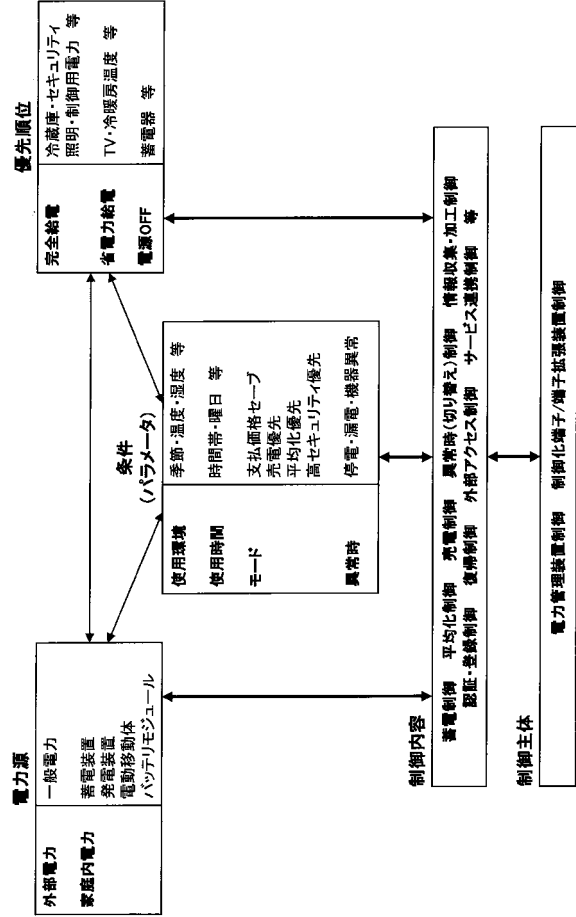 電力源
外部電力 一般電力
家庭内電力 蓄電装置
発電装置
電動移動体
バッテリモジュール
条件
(パラメータ)
使用環境 季節・温度・湿度 等
使用時間 時間帯・曜日 等
モード 支払価格セーブ
売電優先
平均化優先
高セキュリティ優先
異常時 停電・漏電・機器異常
優先順位
完全給電 冷蔵庫・セキュリティ
照明・制御用電力 等
省電力給電 TV・冷暖房温度 等
電源OFF 蓄電器 等
制御内容
蓄電制御 平均化制御 売電制御 異常時(切り替え)制御 情報収集・加工制御
認証・登録制御 復帰制御 外部アクセス制御 サービス連携制御 等
制御主体
電力管理装置制御 制御化端子/端子拡張装置制御